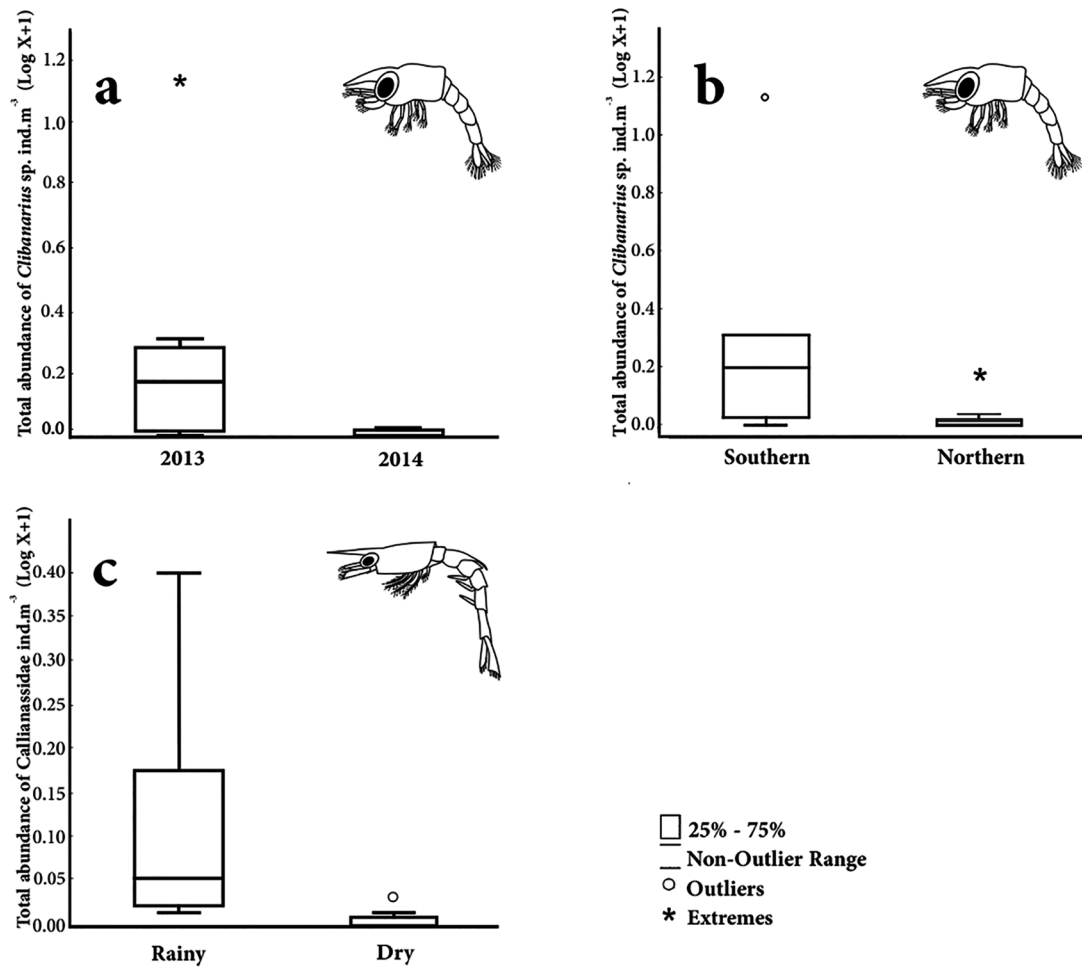 a
Total abundance of Clibanarius sp. ind.m⁻³ (Log X+1)
1.2
1.0
0.8
0.6
0.4
0.2
0.0
2013 2014
b
Total abundance of Clibanarius sp. ind.m⁻³ (Log X+1)
1.2
1.0
0.8
0.6
0.4
0.2
0.0
Southern Northern
c
Total abundance of Callianassidae ind.m⁻³ (Log X+1)
0.40
0.35
0.30
0.25
0.20
0.15
0.10
0.05
0.00
Rainy Dry
25% - 75%
Non-Outlier Range
Outliers
* Extremes